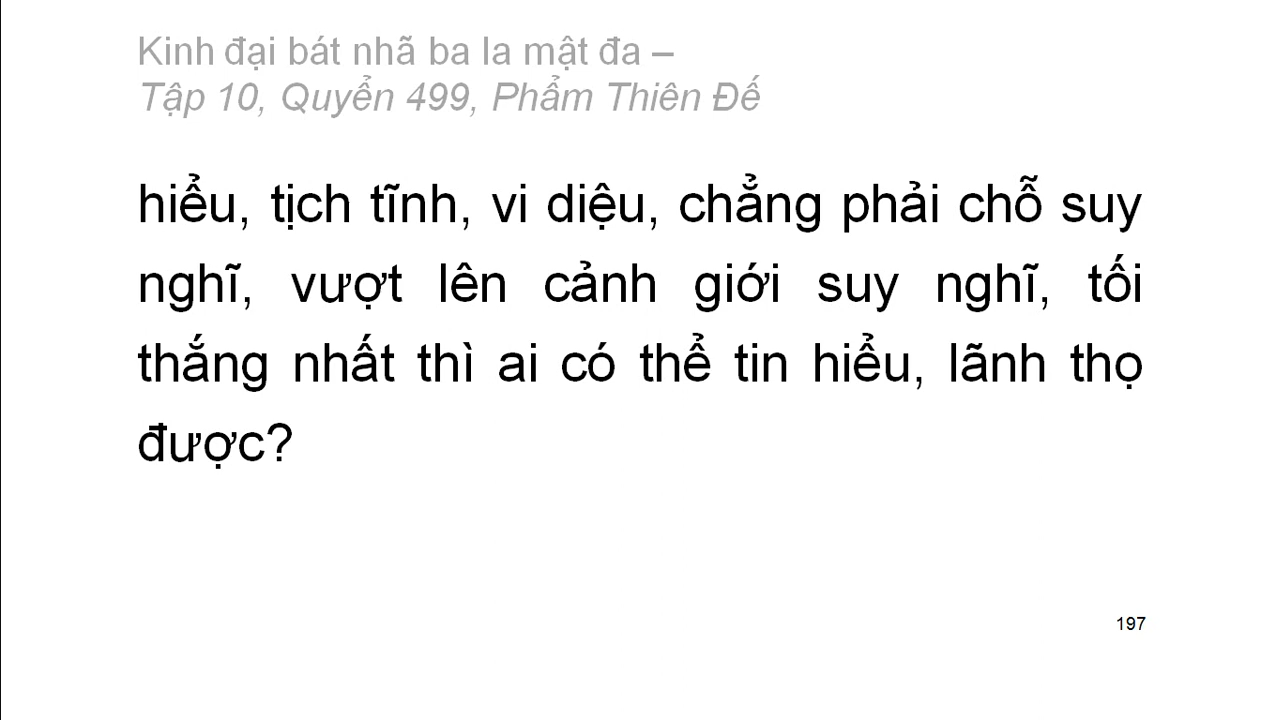 Kinh đại bát nhã ba la mật đa –
Tập 10, Quyển 499, Phẩm Thiên Đế
hiểu, tịch tĩnh, vi diệu, chẳng phải chỗ suy
nghĩ, vượt lên cảnh giới suy nghĩ, tối
thắng nhất thì ai có thể tin hiểu, lãnh thọ
được?
197